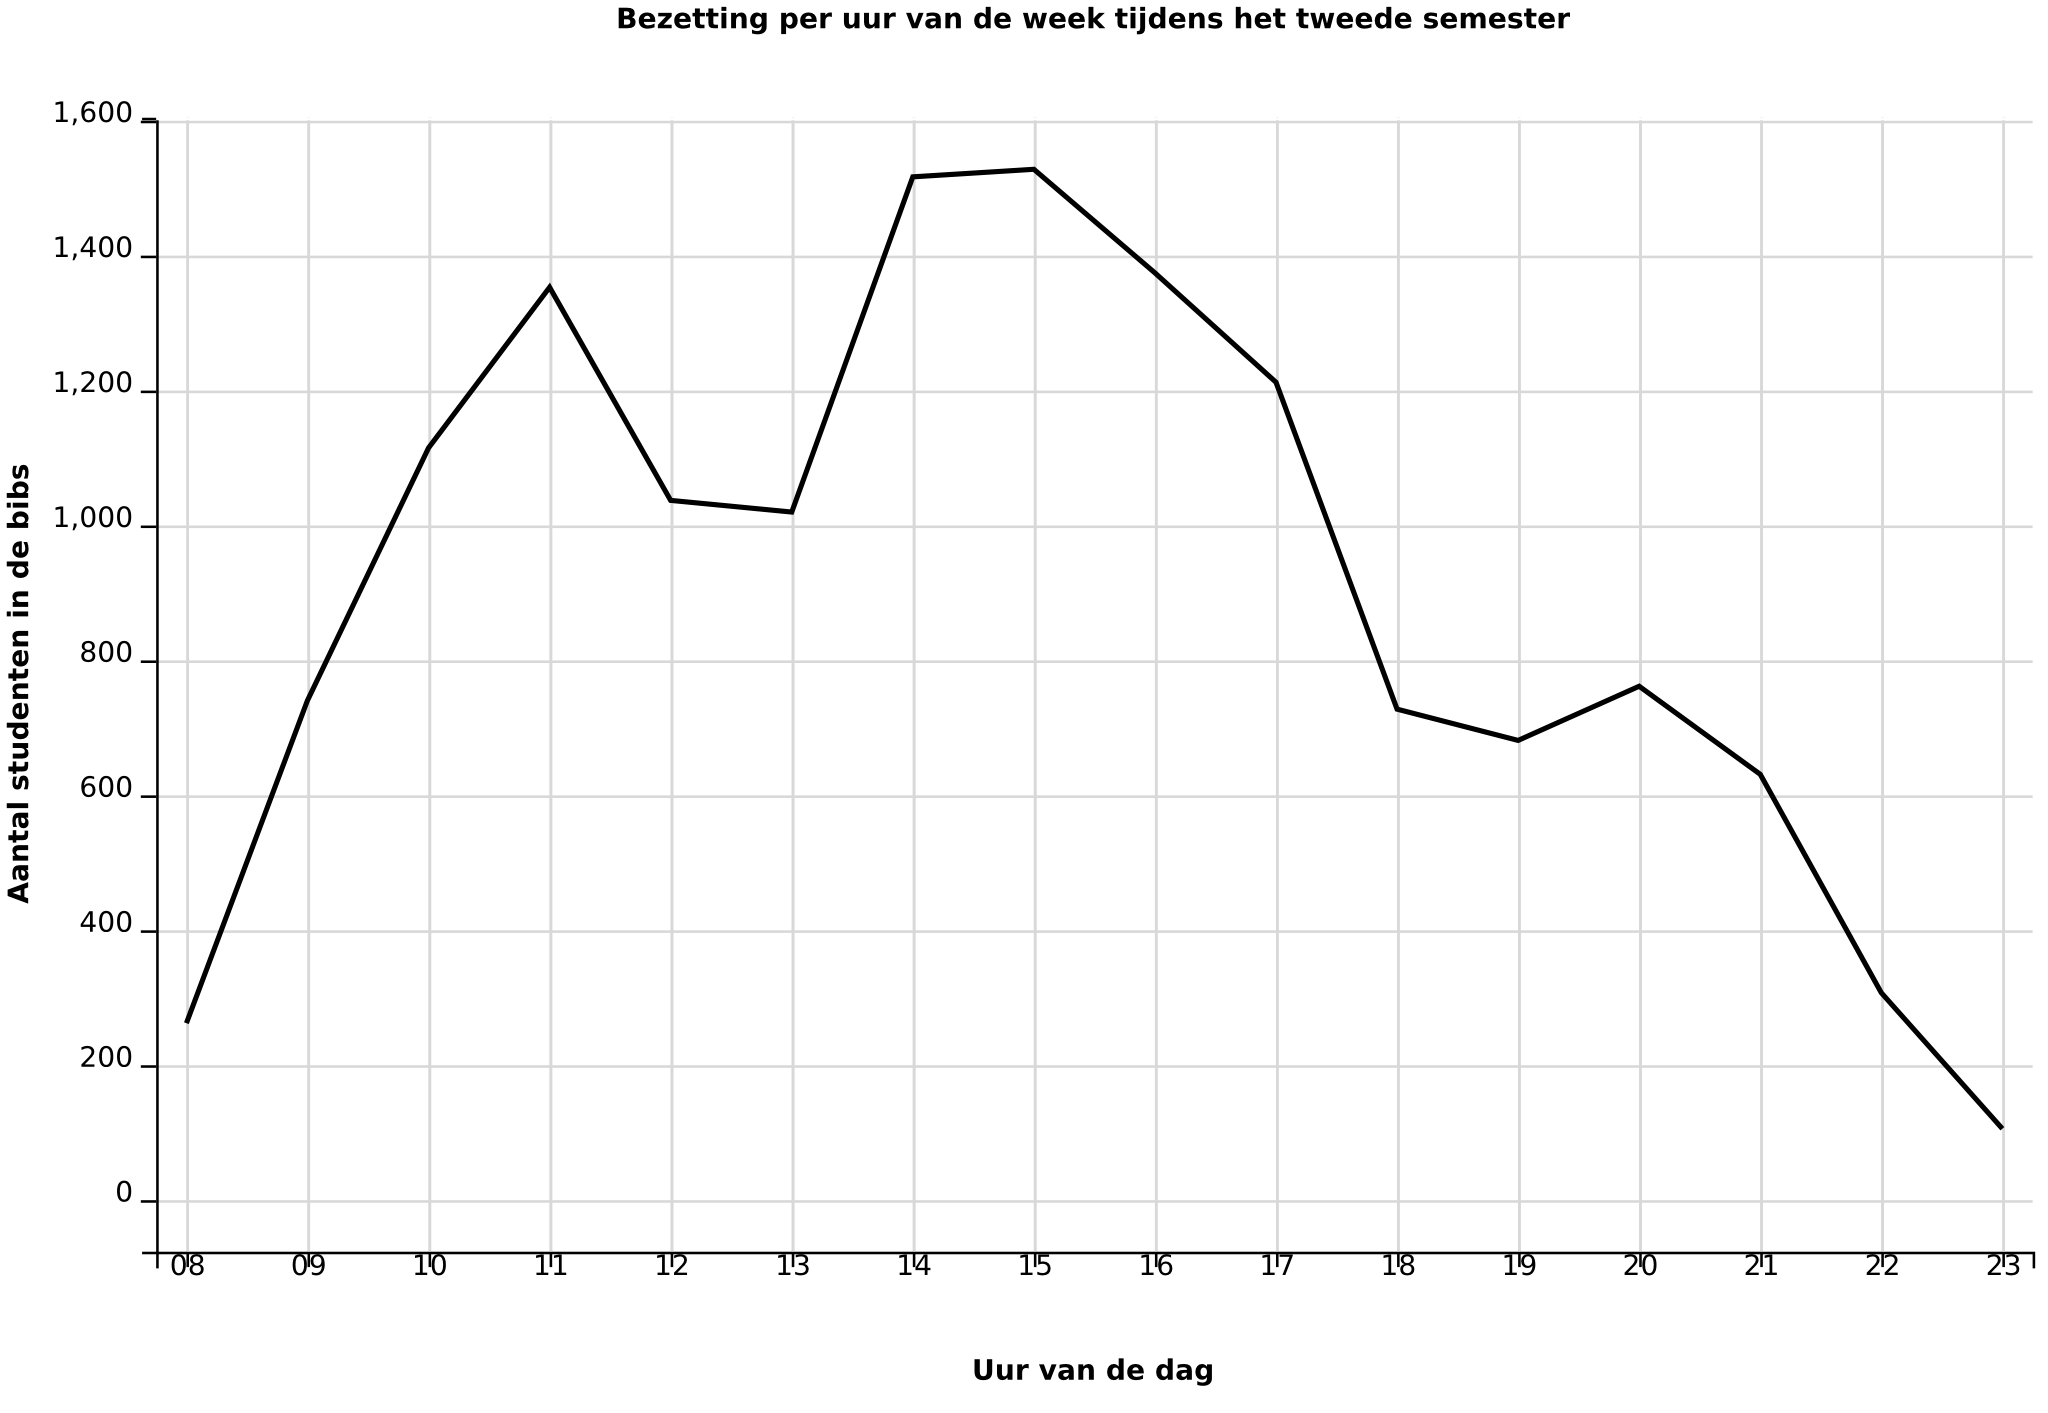 Bezetting per uur van de week tijdens het tweede semester
1,600
1,400
1,200
1,000
800
600
400
200
0
Aantal studenten in de bibs
08 09 10 11 12 13 14 15 16 17 18 19 20 21 22 23
Uur van de dag